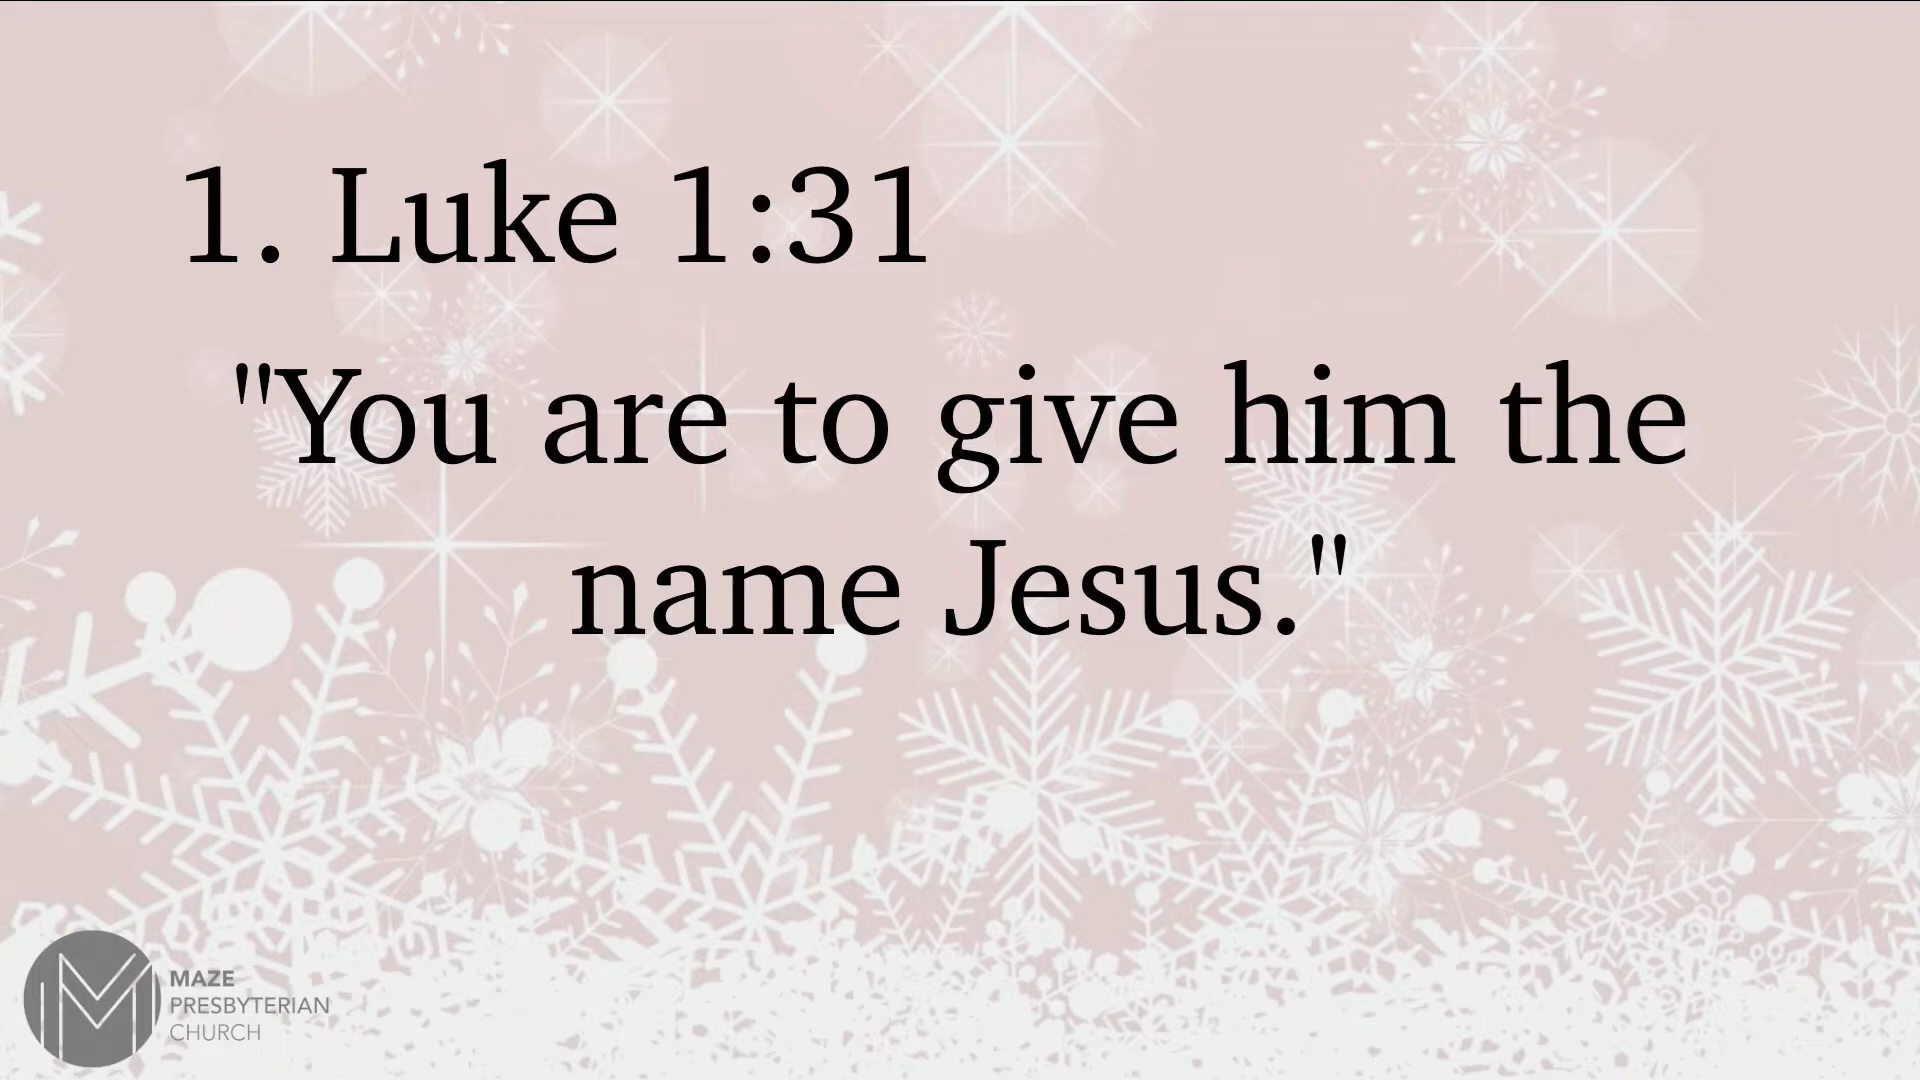 1. Luke 1:31
"You are to give him the
name Jesus."
MAZE
PRESBYTERIAN
CHURCH